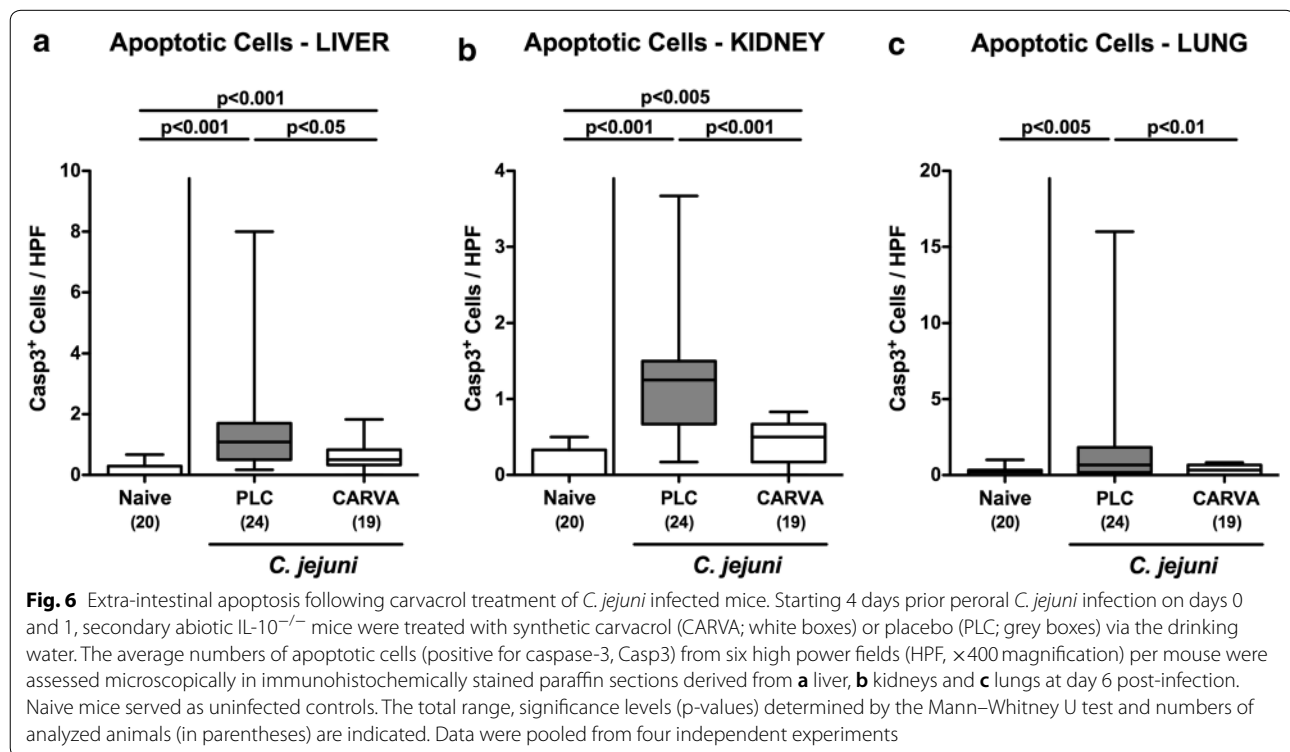 a Apoptotic Cells - LIVER
p<0.001
p<0.001 p<0.05
Casp3⁺ Cells / HPF
10
8
6
4
2
0
Naive PLC CARVA
(20) (24) (19)
C. jejuni
b Apoptotic Cells - KIDNEY
p<0.005
p<0.001 p<0.001
Casp3⁺ Cells / HPF
4
3
2
1
0
Naive PLC CARVA
(20) (24) (19)
C. jejuni
c Apoptotic Cells - LUNG
p<0.005 p<0.01
Casp3⁺ Cells / HPF
20
15
10
5
0
Naive PLC CARVA
(20) (24) (19)
C. jejuni
Fig. 6 Extra-intestinal apoptosis following carvacrol treatment of C. jejuni infected mice. Starting 4 days prior peroral C. jejuni infection on days 0
and 1, secondary abiotic IL-10⁻/⁻ mice were treated with synthetic carvacrol (CARVA; white boxes) or placebo (PLC; grey boxes) via the drinking
water. The average numbers of apoptotic cells (positive for caspase-3, Casp3) from six high power fields (HPF, ×400 magnification) per mouse were
assessed microscopically in immunohistochemically stained paraffin sections derived from a liver, b kidneys and c lungs at day 6 post-infection.
Naive mice served as uninfected controls. The total range, significance levels (p-values) determined by the Mann–Whitney U test and numbers of
analyzed animals (in parentheses) are indicated. Data were pooled from four independent experiments